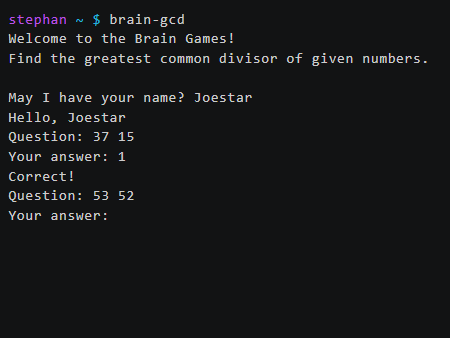 stephan ~ $ brain-gcd
Welcome to the Brain Games!
Find the greatest common divisor of given numbers.
May I have your name? Joestar
Hello, Joestar
Question: 37 15
Your answer: 1
Correct!
Question: 53 52
Your answer: